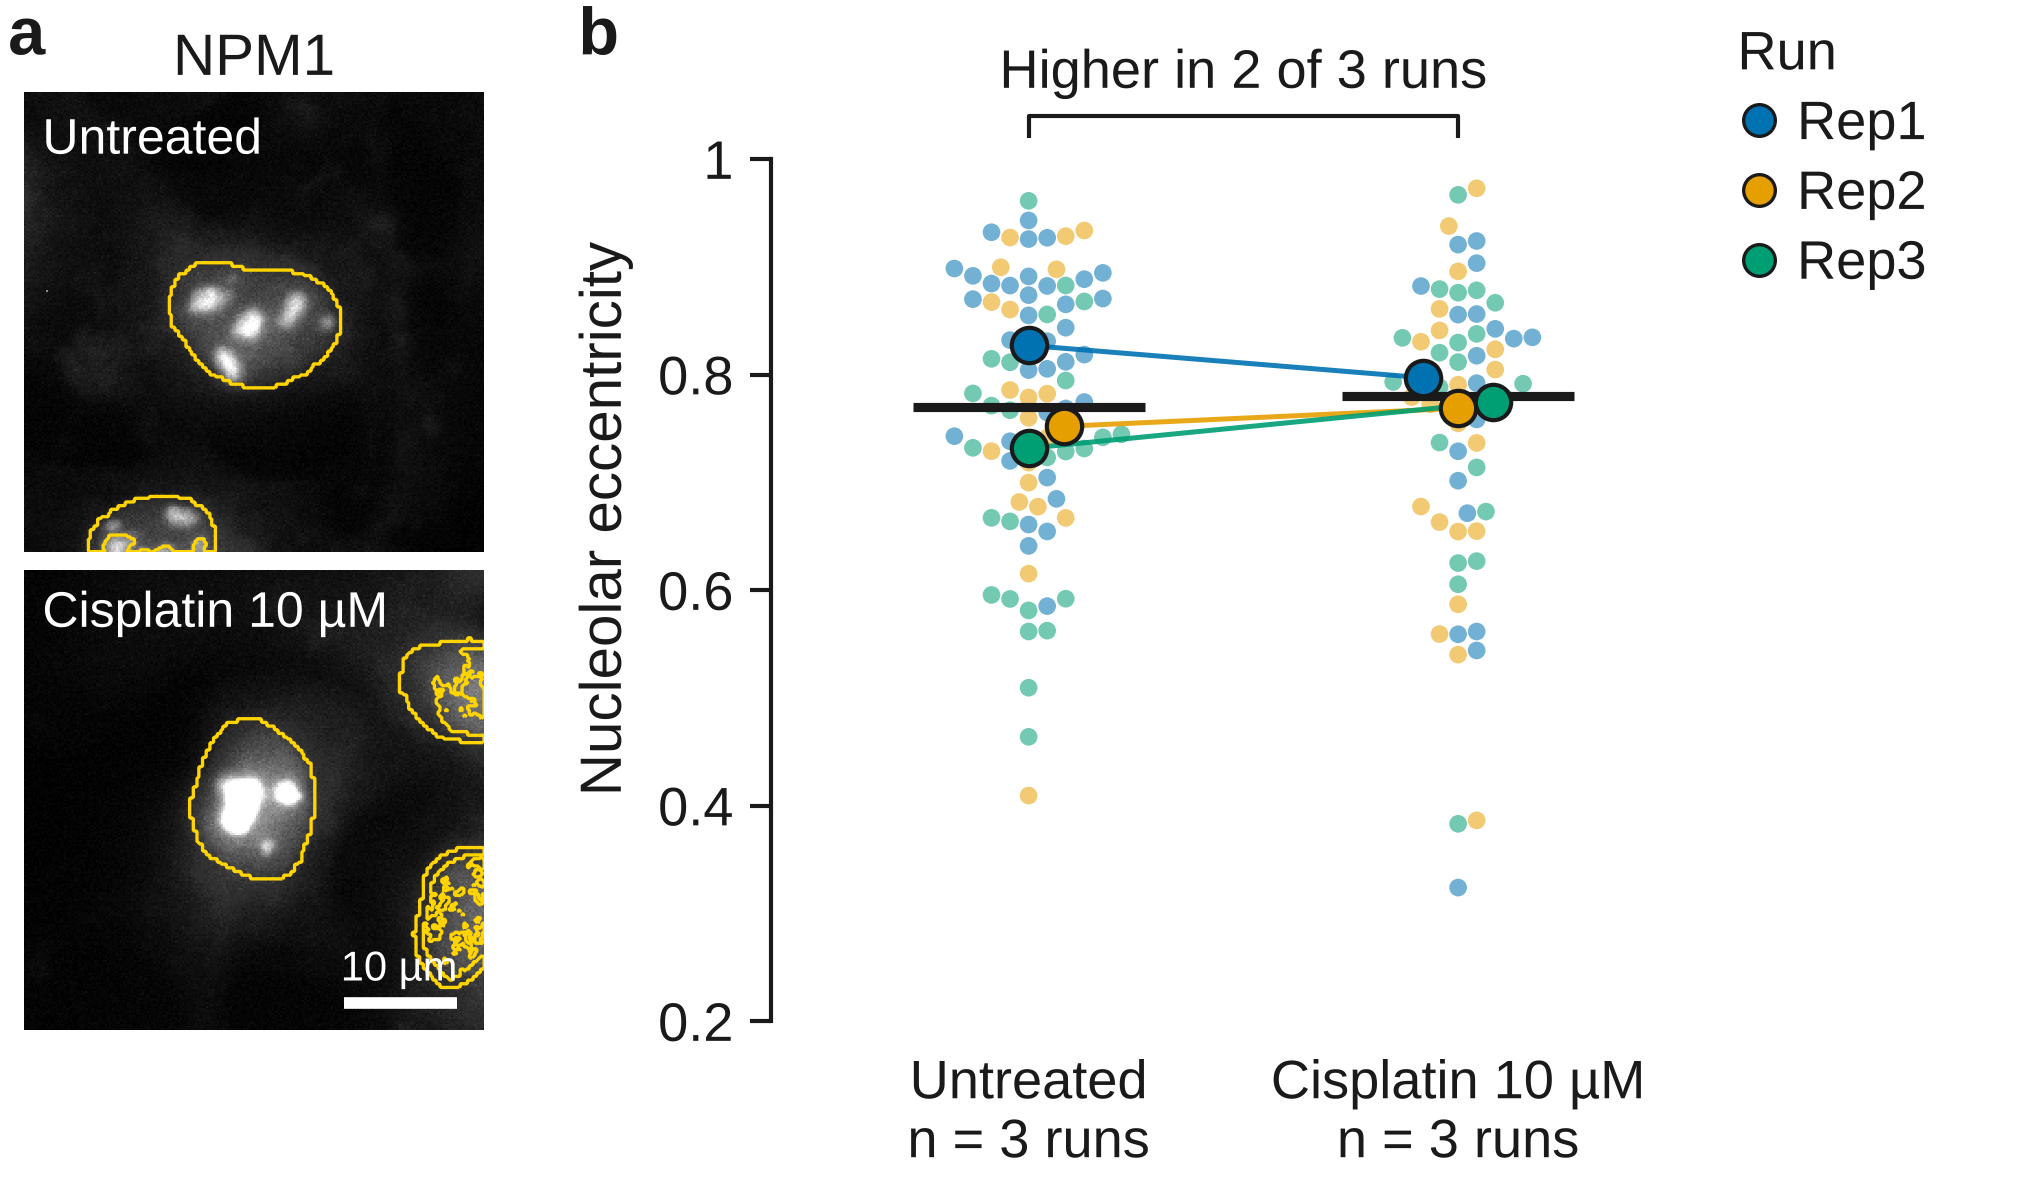 a
NPM1
Untreated
Cisplatin 10 µM
10 µm
b
Higher in 2 of 3 runs
Nucleolar eccentricity
1
0.8
0.6
0.4
0.2
Untreated
n = 3 runs
Cisplatin 10 µM
n = 3 runs
Run
Rep1
Rep2
Rep3